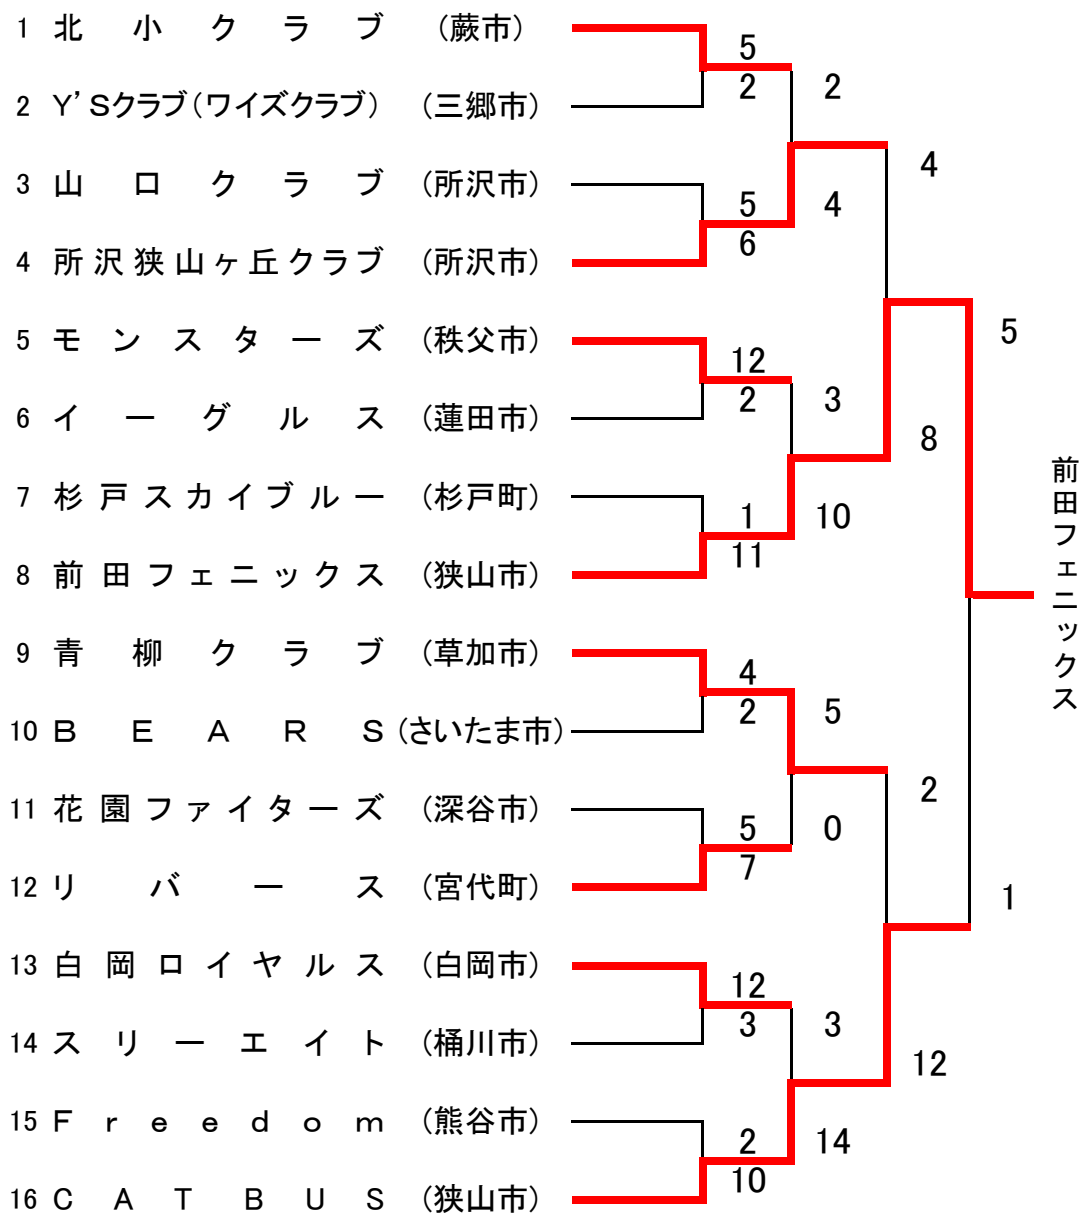 1 北小クラブ (蕨市)
5
2
2 Y'Sクラブ(ワイズクラブ) (三郷市)
2
3 山口クラブ (所沢市)
4
5
4
6
4 所沢狭山ヶ丘クラブ (所沢市)
5 モンスターズ (秩父市)
5
12
2
3
6 イーグルス (蓮田市)
8
7 杉戸スカイブルー (杉戸町)
1
10
11
8 前田フェニックス (狭山市)
前田フェニックス
9 青柳クラブ (草加市)
4
2
5
10 BEARS (さいたま市)
2
11 花園ファイターズ (深谷市)
5
0
7
12 リバース (宮代町)
1
13 白岡ロイヤルス (白岡市)
12
3
3
14 スリーエイト (桶川市)
12
15 Freedom (熊谷市)
2
14
10
16 CATBUS (狭山市)